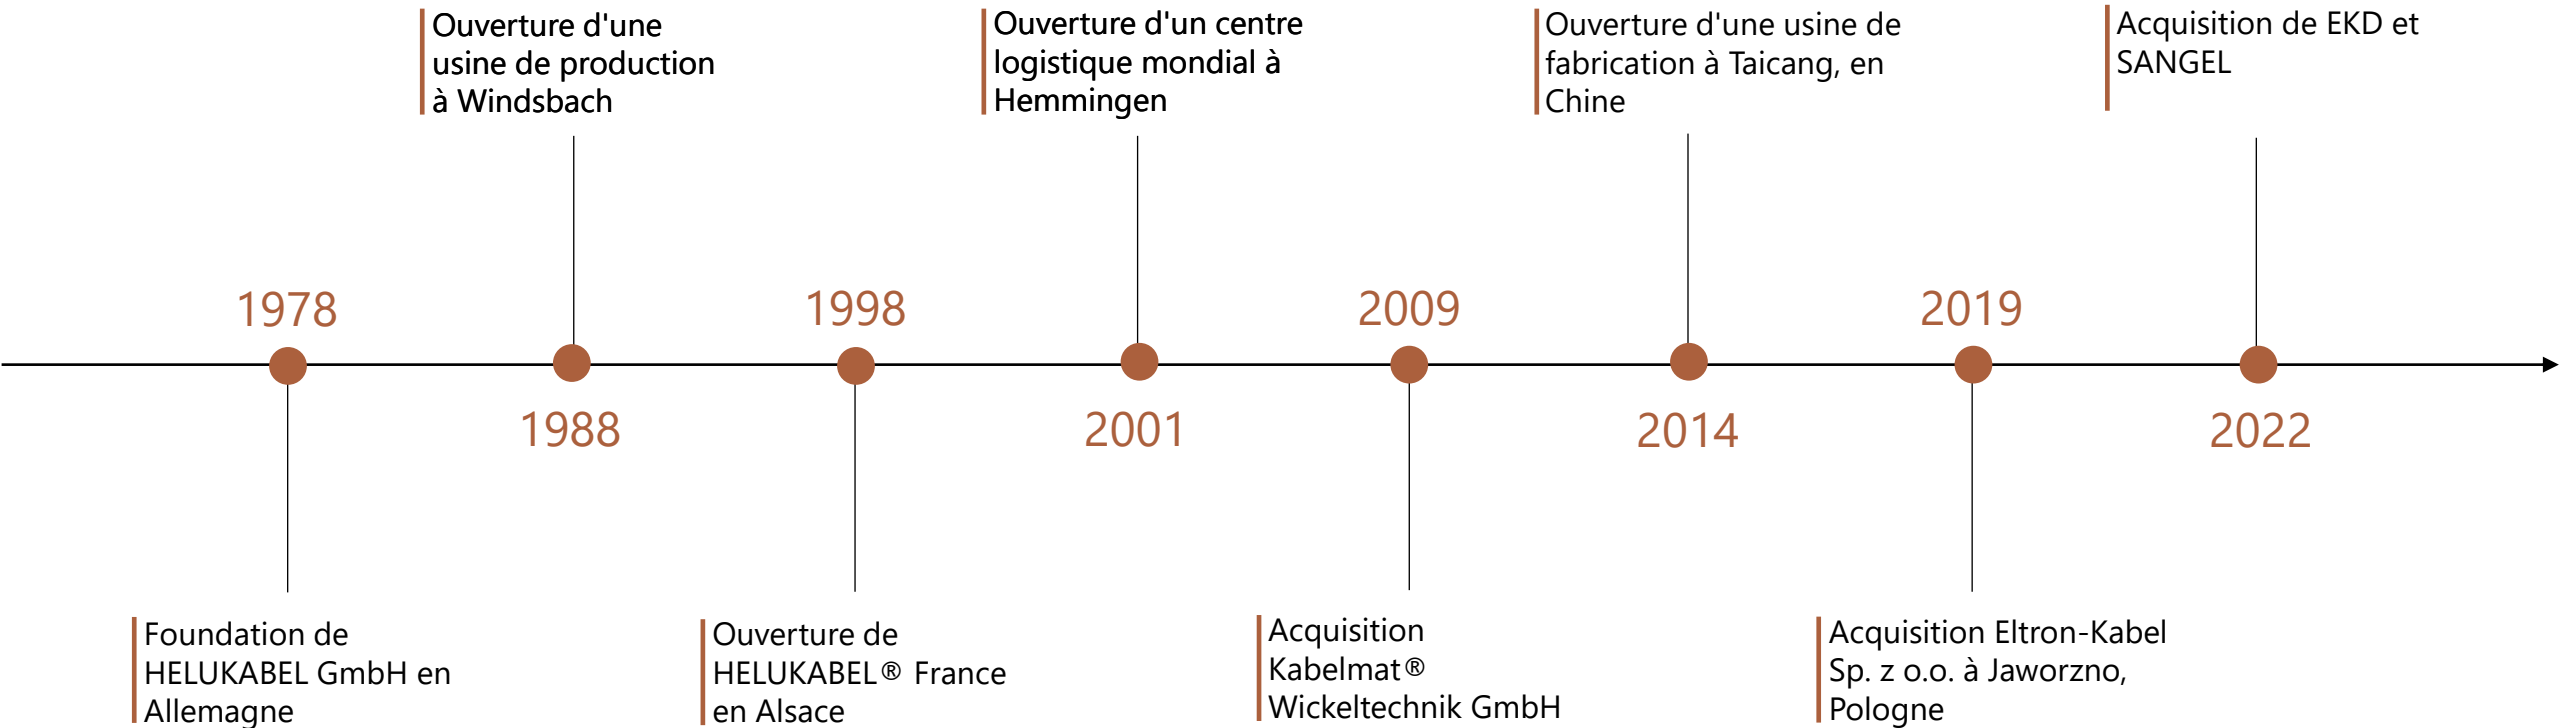 Ouverture d'une
usine de production
à Windsbach
Ouverture d'un centre
logistique mondial à
Hemmingen
Ouverture d'une usine de
fabrication à Taicang, en
Chine
Acquisition de EKD et
SANGEL
1978
1998
2009
2019
1988
2001
2014
2022
Foundation de
HELUKABEL GmbH en
Allemagne
Ouverture de
HELUKABEL® France
en Alsace
Acquisition
Kabelmat®
Wickeltechnik GmbH
Acquisition Eltron-Kabel
Sp. z o.o. à Jaworzno,
Pologne